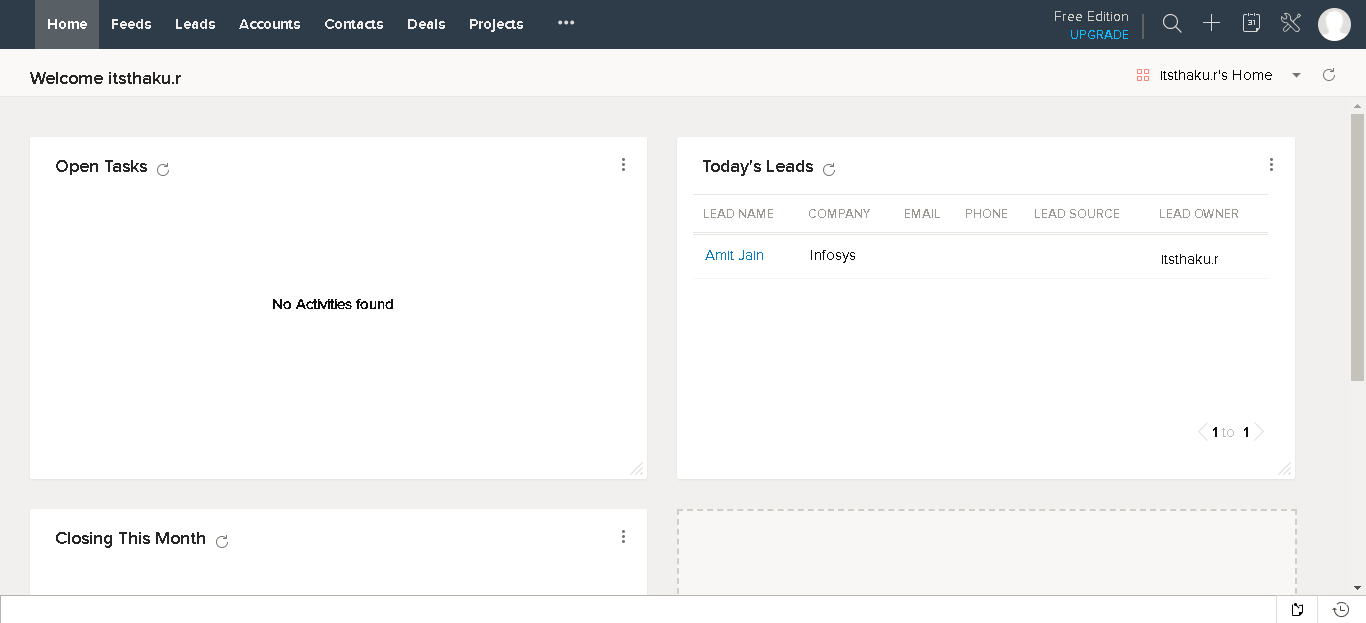 Home Feeds Leads Accounts Contacts Deals Projects ••• Free Edition
UPGRADE
31
Welcome itsthaku.r
itsthaku.r's Home
Open Tasks
No Activities found
Today's Leads
LEAD NAME COMPANY EMAIL PHONE LEAD SOURCE LEAD OWNER
Amit Jain Infosys itsthaku.r
1 to 1
Closing This Month